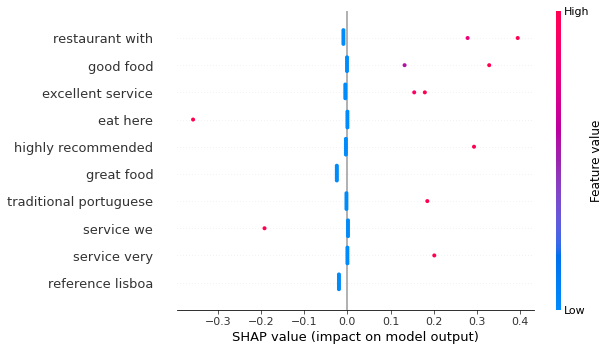 High
restaurant with
good food
excellent service
eat here
highly recommended
great food
traditional portuguese
service we
service very
reference lisboa
Feature value
Low
−0.3 −0.2 −0.1 0.0 0.1 0.2 0.3 0.4
SHAP value (impact on model output)